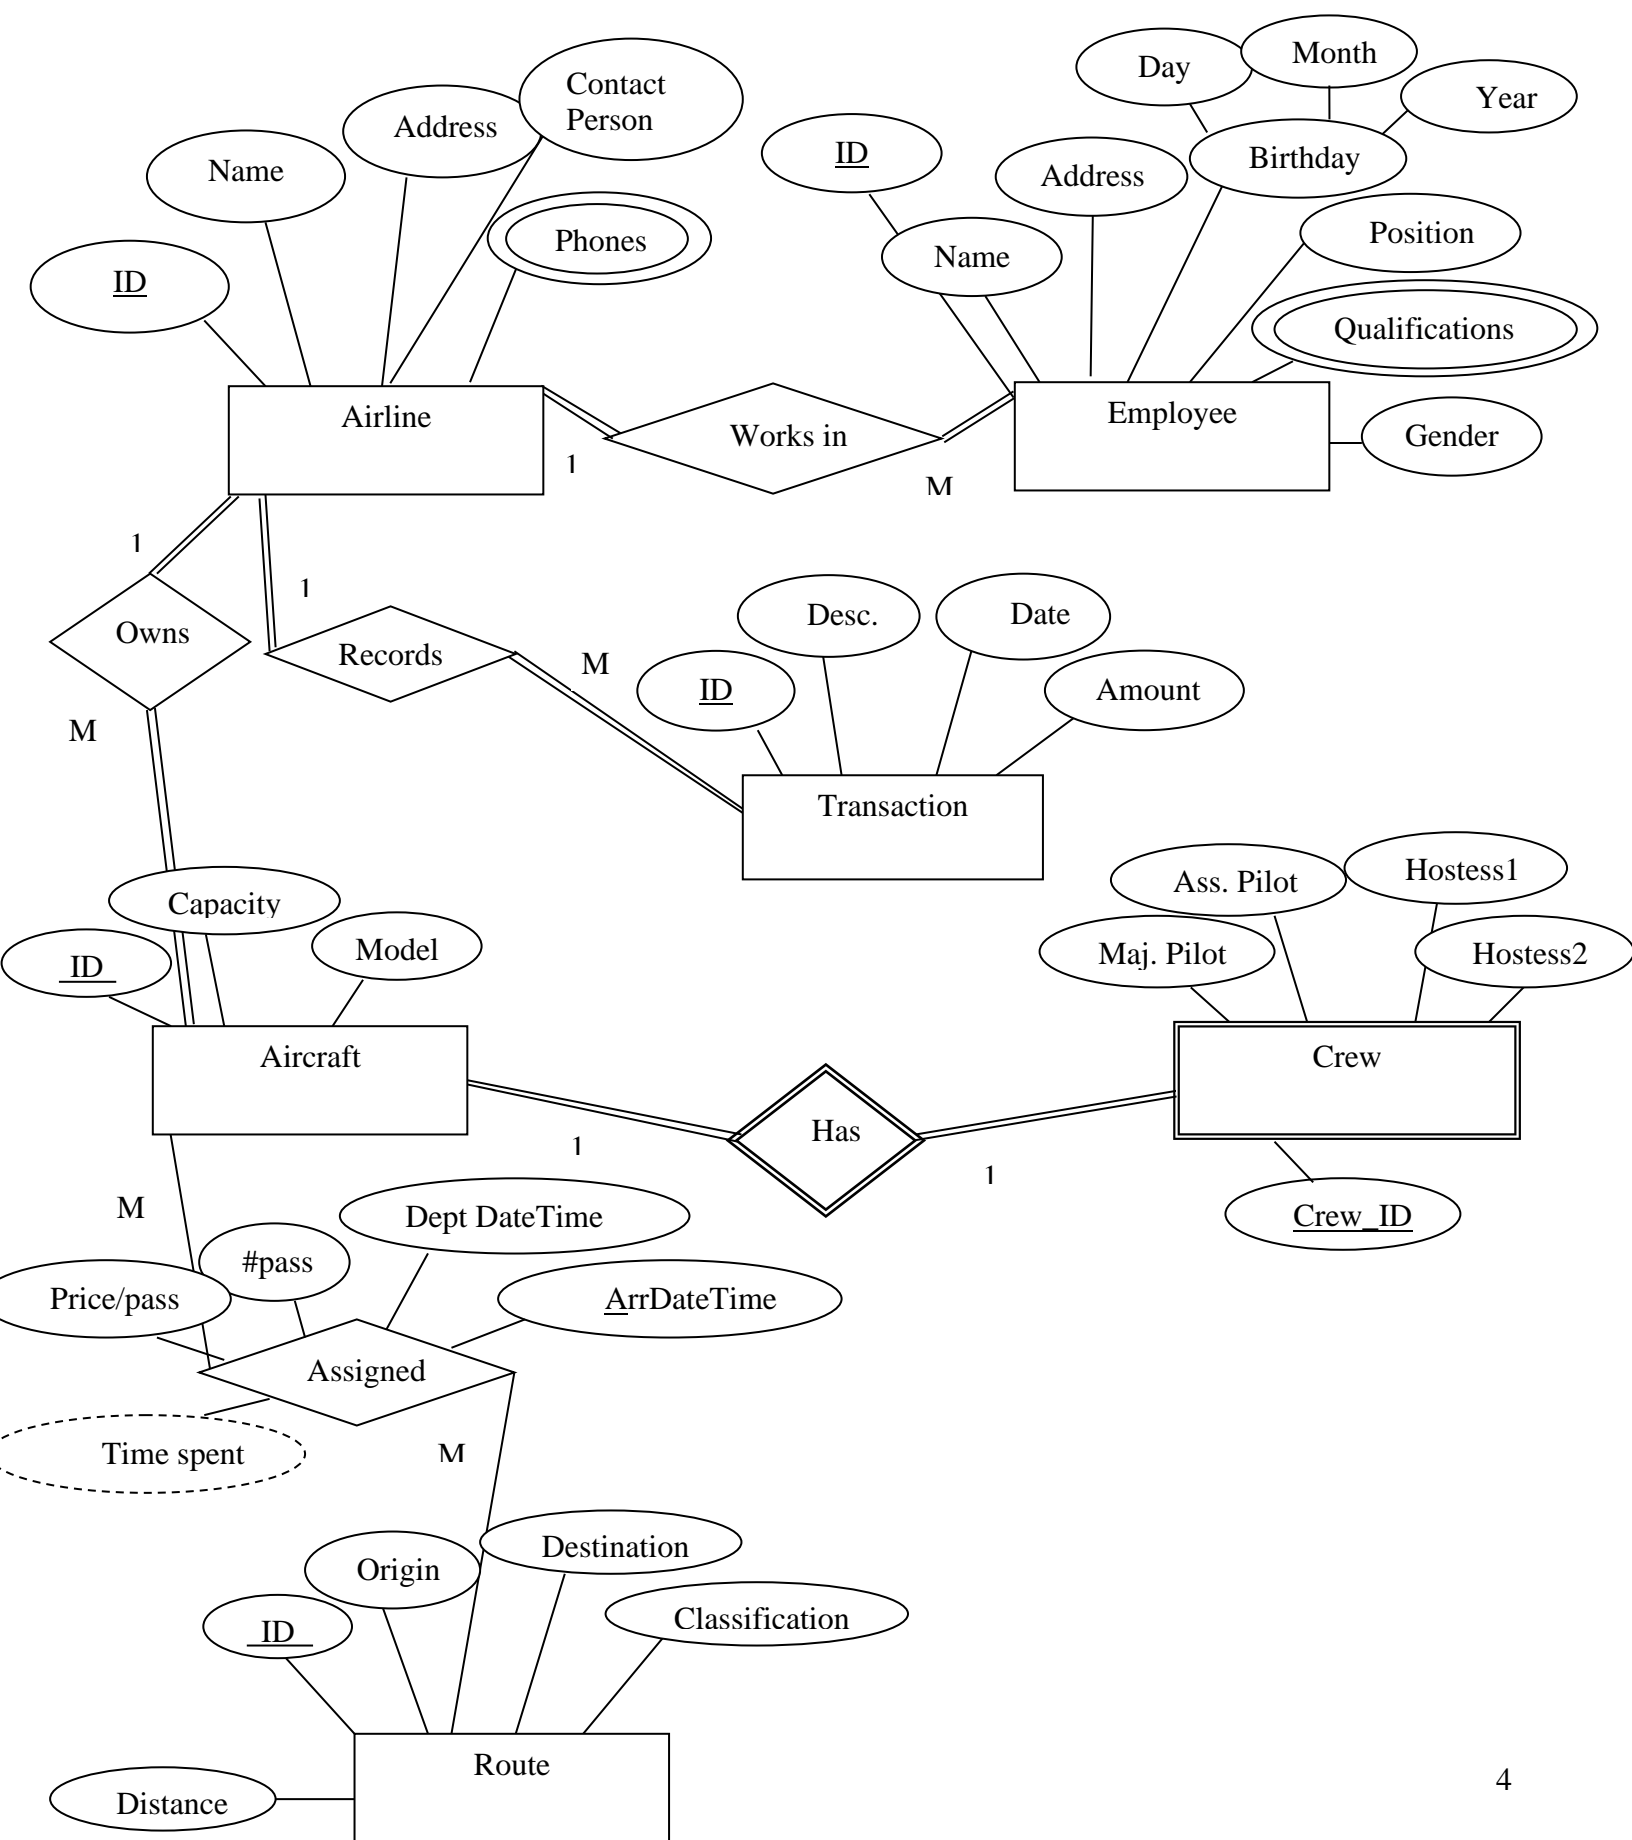 Contact
Person
Address
Name
ID
Phones
Day
Month
Year
ID
Address
Birthday
Name
Position
Qualifications
Gender
Airline
Works in
Employee
1
M
1
1
Owns
Records
M
M
Desc.
Date
ID
Amount
Transaction
Capacity
ID
Model
Aircraft
Ass. Pilot
Hostess1
Maj. Pilot
Hostess2
Crew
Has
1
1
Crew_ID
M
#pass
Dept DateTime
Price/pass
ArrDateTime
Assigned
Time spent
M
Origin
Destination
ID
Classification
Route
Distance
4